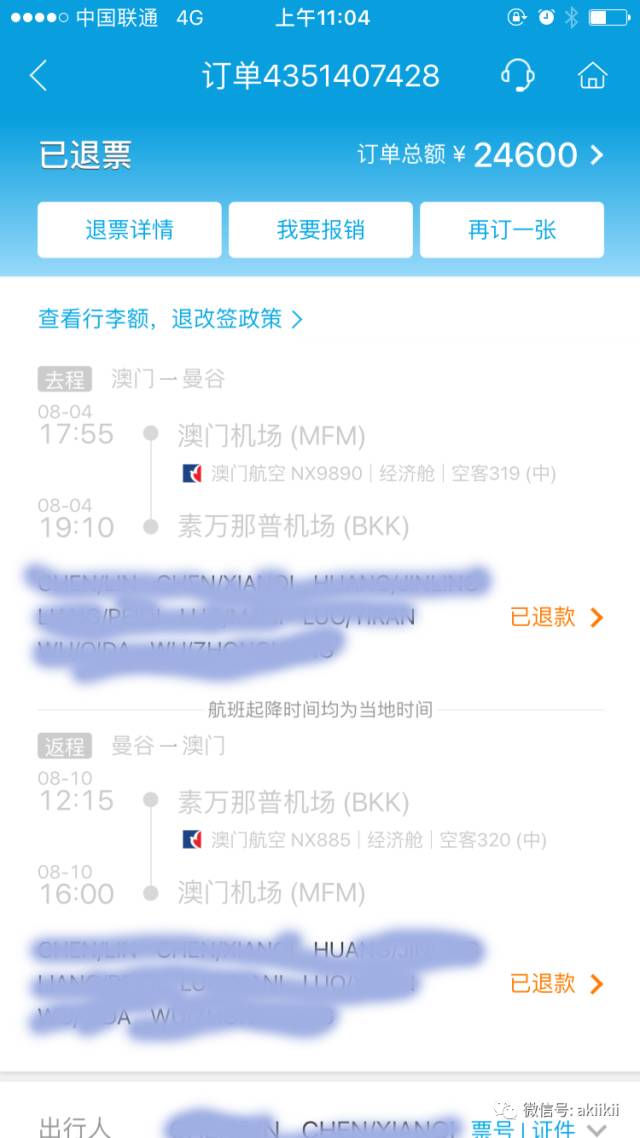 中国联通 4G 上午11:04
订单4351407428
已退票 订单总额 ¥ 24600
退票详情 我要报销 再订一张
查看行李额，退改签政策
去程 澳门一曼谷
08-04
17:55 澳门机场 (MFM)
澳门航空 NX9890 | 经济舱 | 空客319 (中)
08-04
19:10 素万那普机场 (BKK)
已退款
航班起降时间均为当地时间
返程 曼谷一澳门
08-10
12:15 素万那普机场 (BKK)
澳门航空 NX885 | 经济舱 | 空客320 (中)
08-10
16:00 澳门机场 (MFM)
已退款
微信号: akiikii
出行人 票号 | 证件